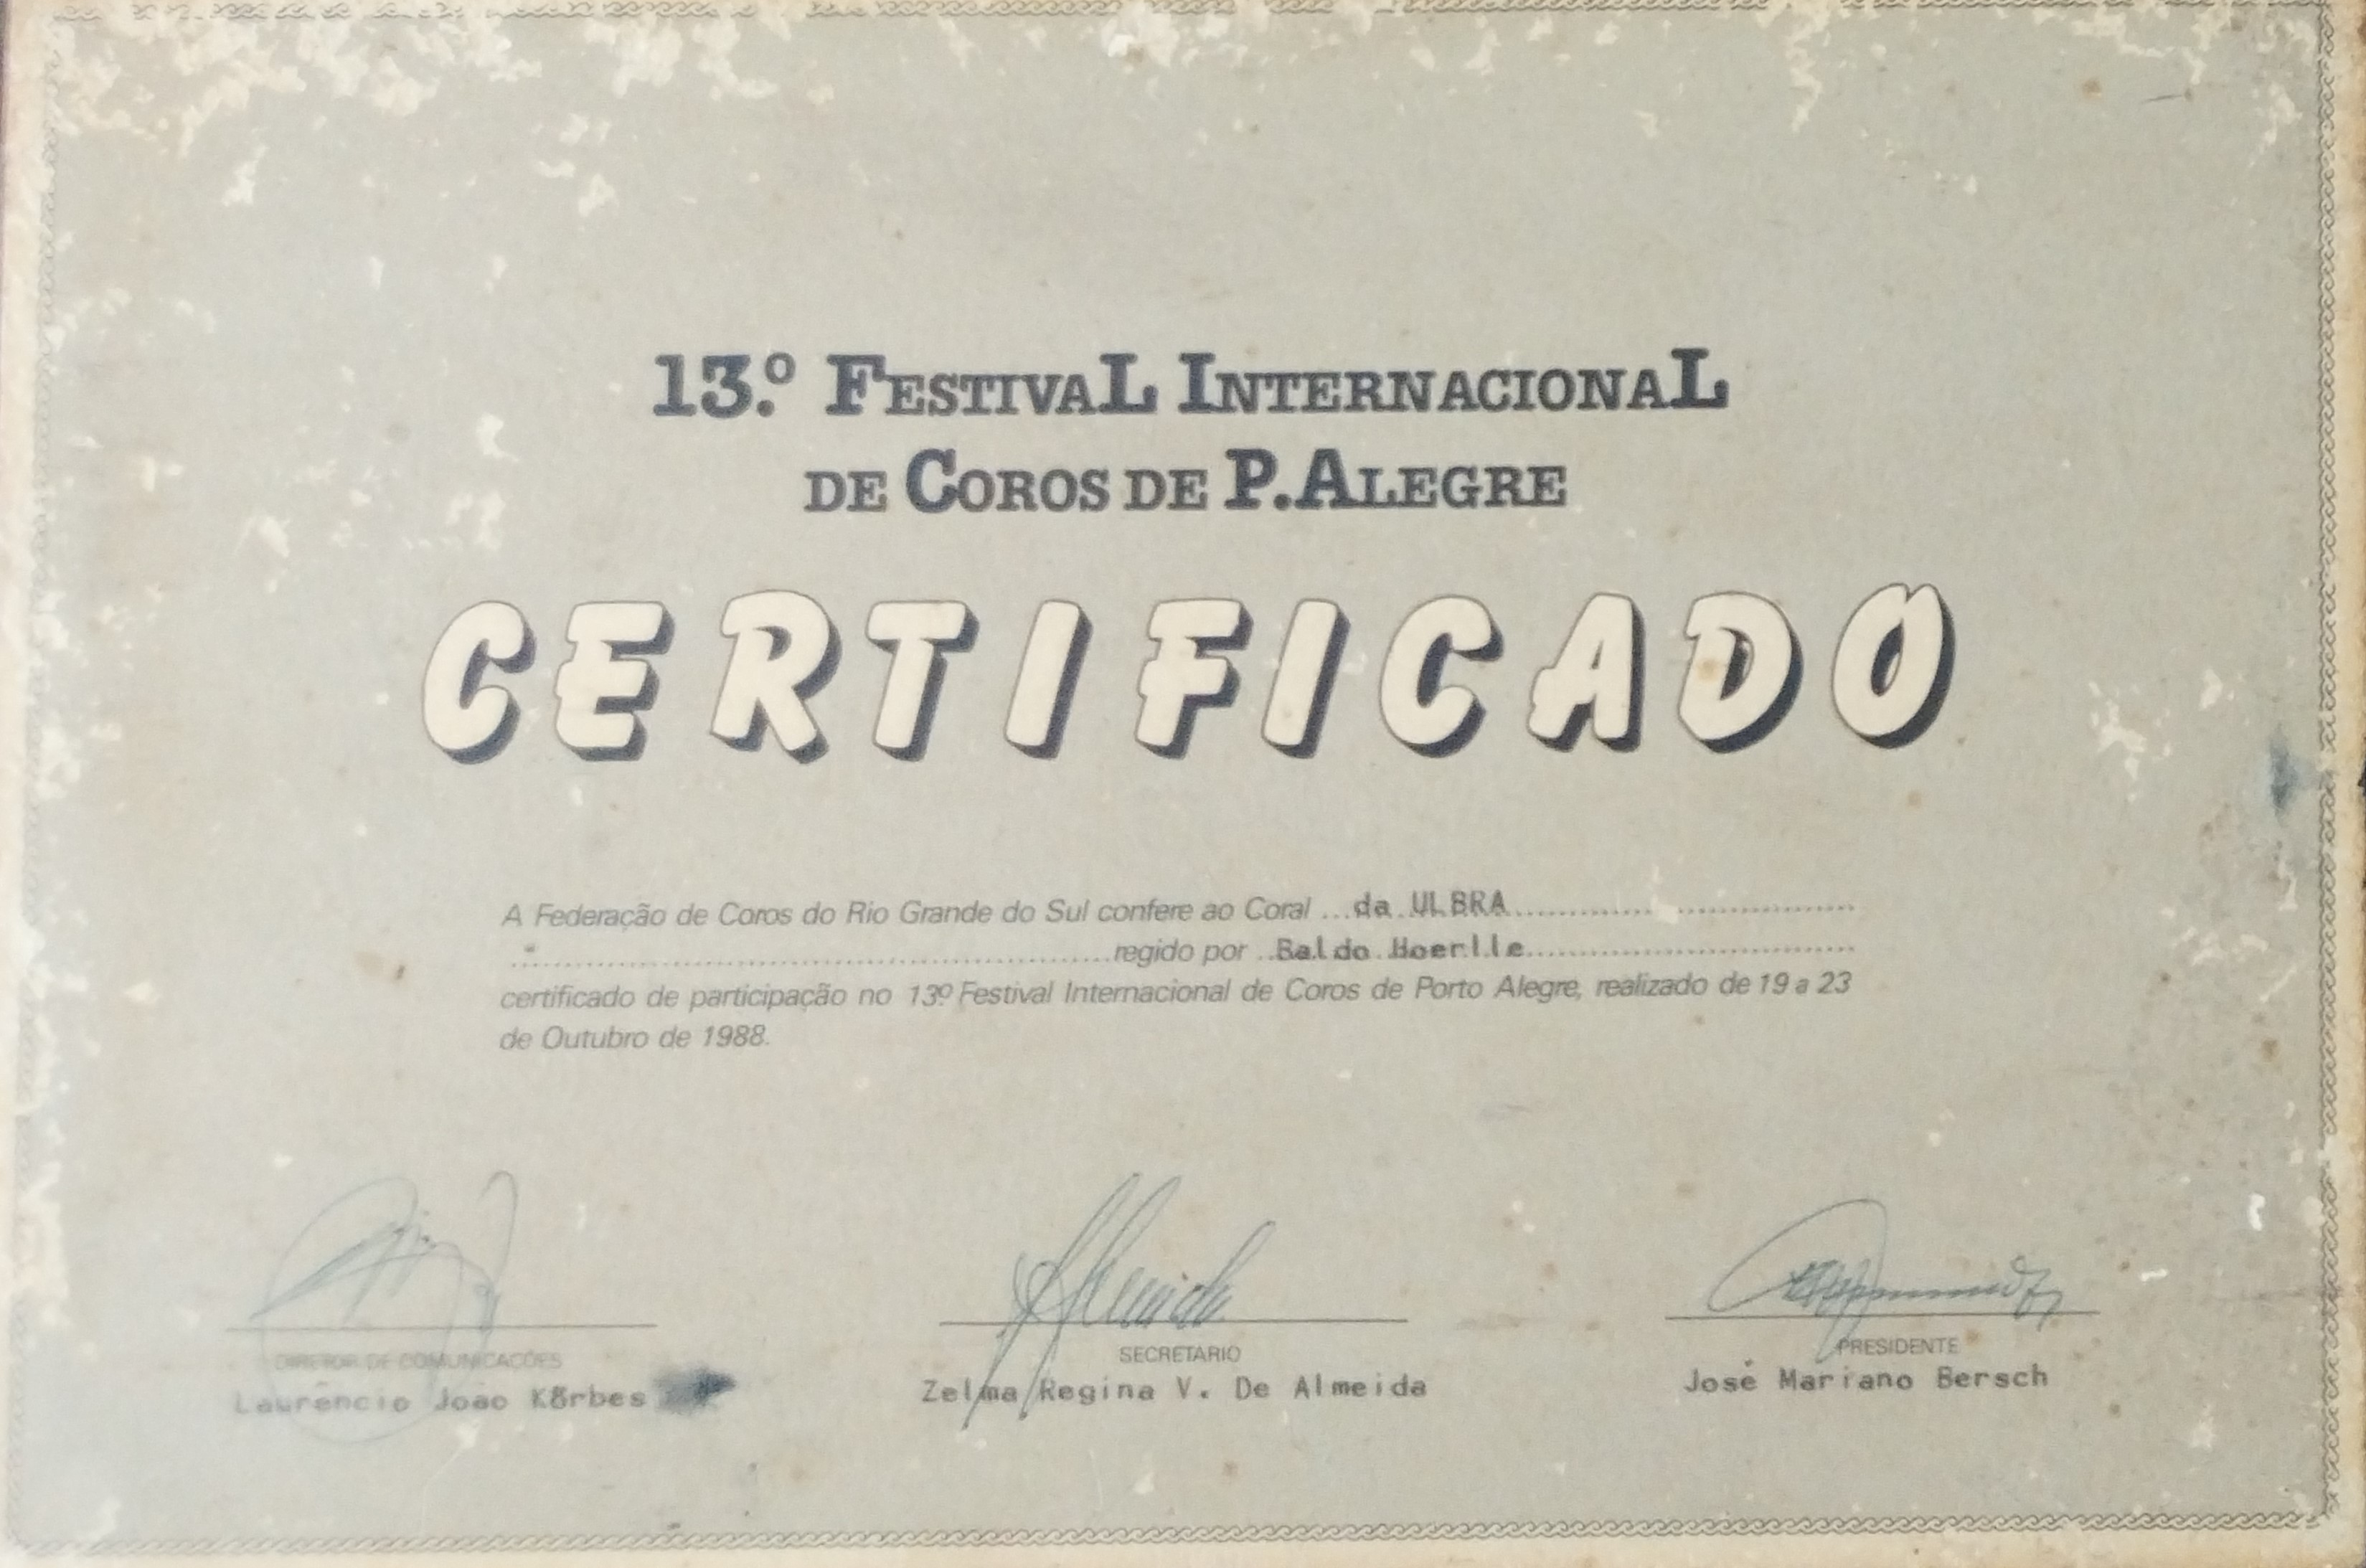 13.º FESTIVAL INTERNACIONAL
DE COROS DE P.ALEGRE
CERTIFICADO
A Federação de Coros do Rio Grande do Sul confere ao Coral ...da ULBRA
regido por ..Baldo Hoerlle
certificado de participação no 13º Festival Internacional de Coros de Porto Alegre, realizado de 19 a 23
de Outubro de 1988.
DIRETOR DE COMUNICAÇÕES
Laurêncio João Körbes
SECRETARIO
Zelma Regina V. De Almeida
PRESIDENTE
José Mariano Bersch